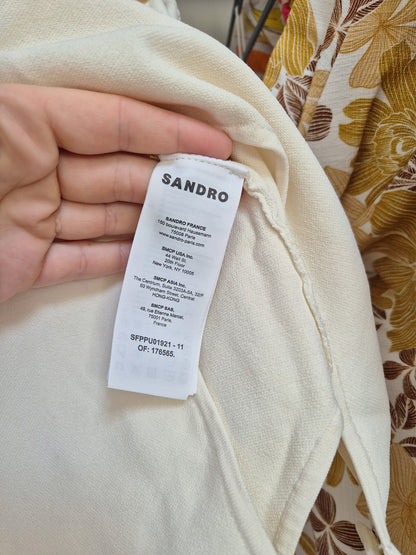 SANDRO
SANDRO FRANCE
150 boulevard Haussmann
75008 Paris
www.sandro-paris.com
SMCP USA Inc.
44 Wall St.
20th Floor
New York, NY 10005
SMCP ASIA Inc.
The Centrium, Suite 3203A-5A, 32/F
60 Wyndham Street, Central
HONG-KONG
SMCP SAS.
49, rue Etienne Marcel,
75001 Paris.
France
SFPPU01921 - 11
OF: 176565.